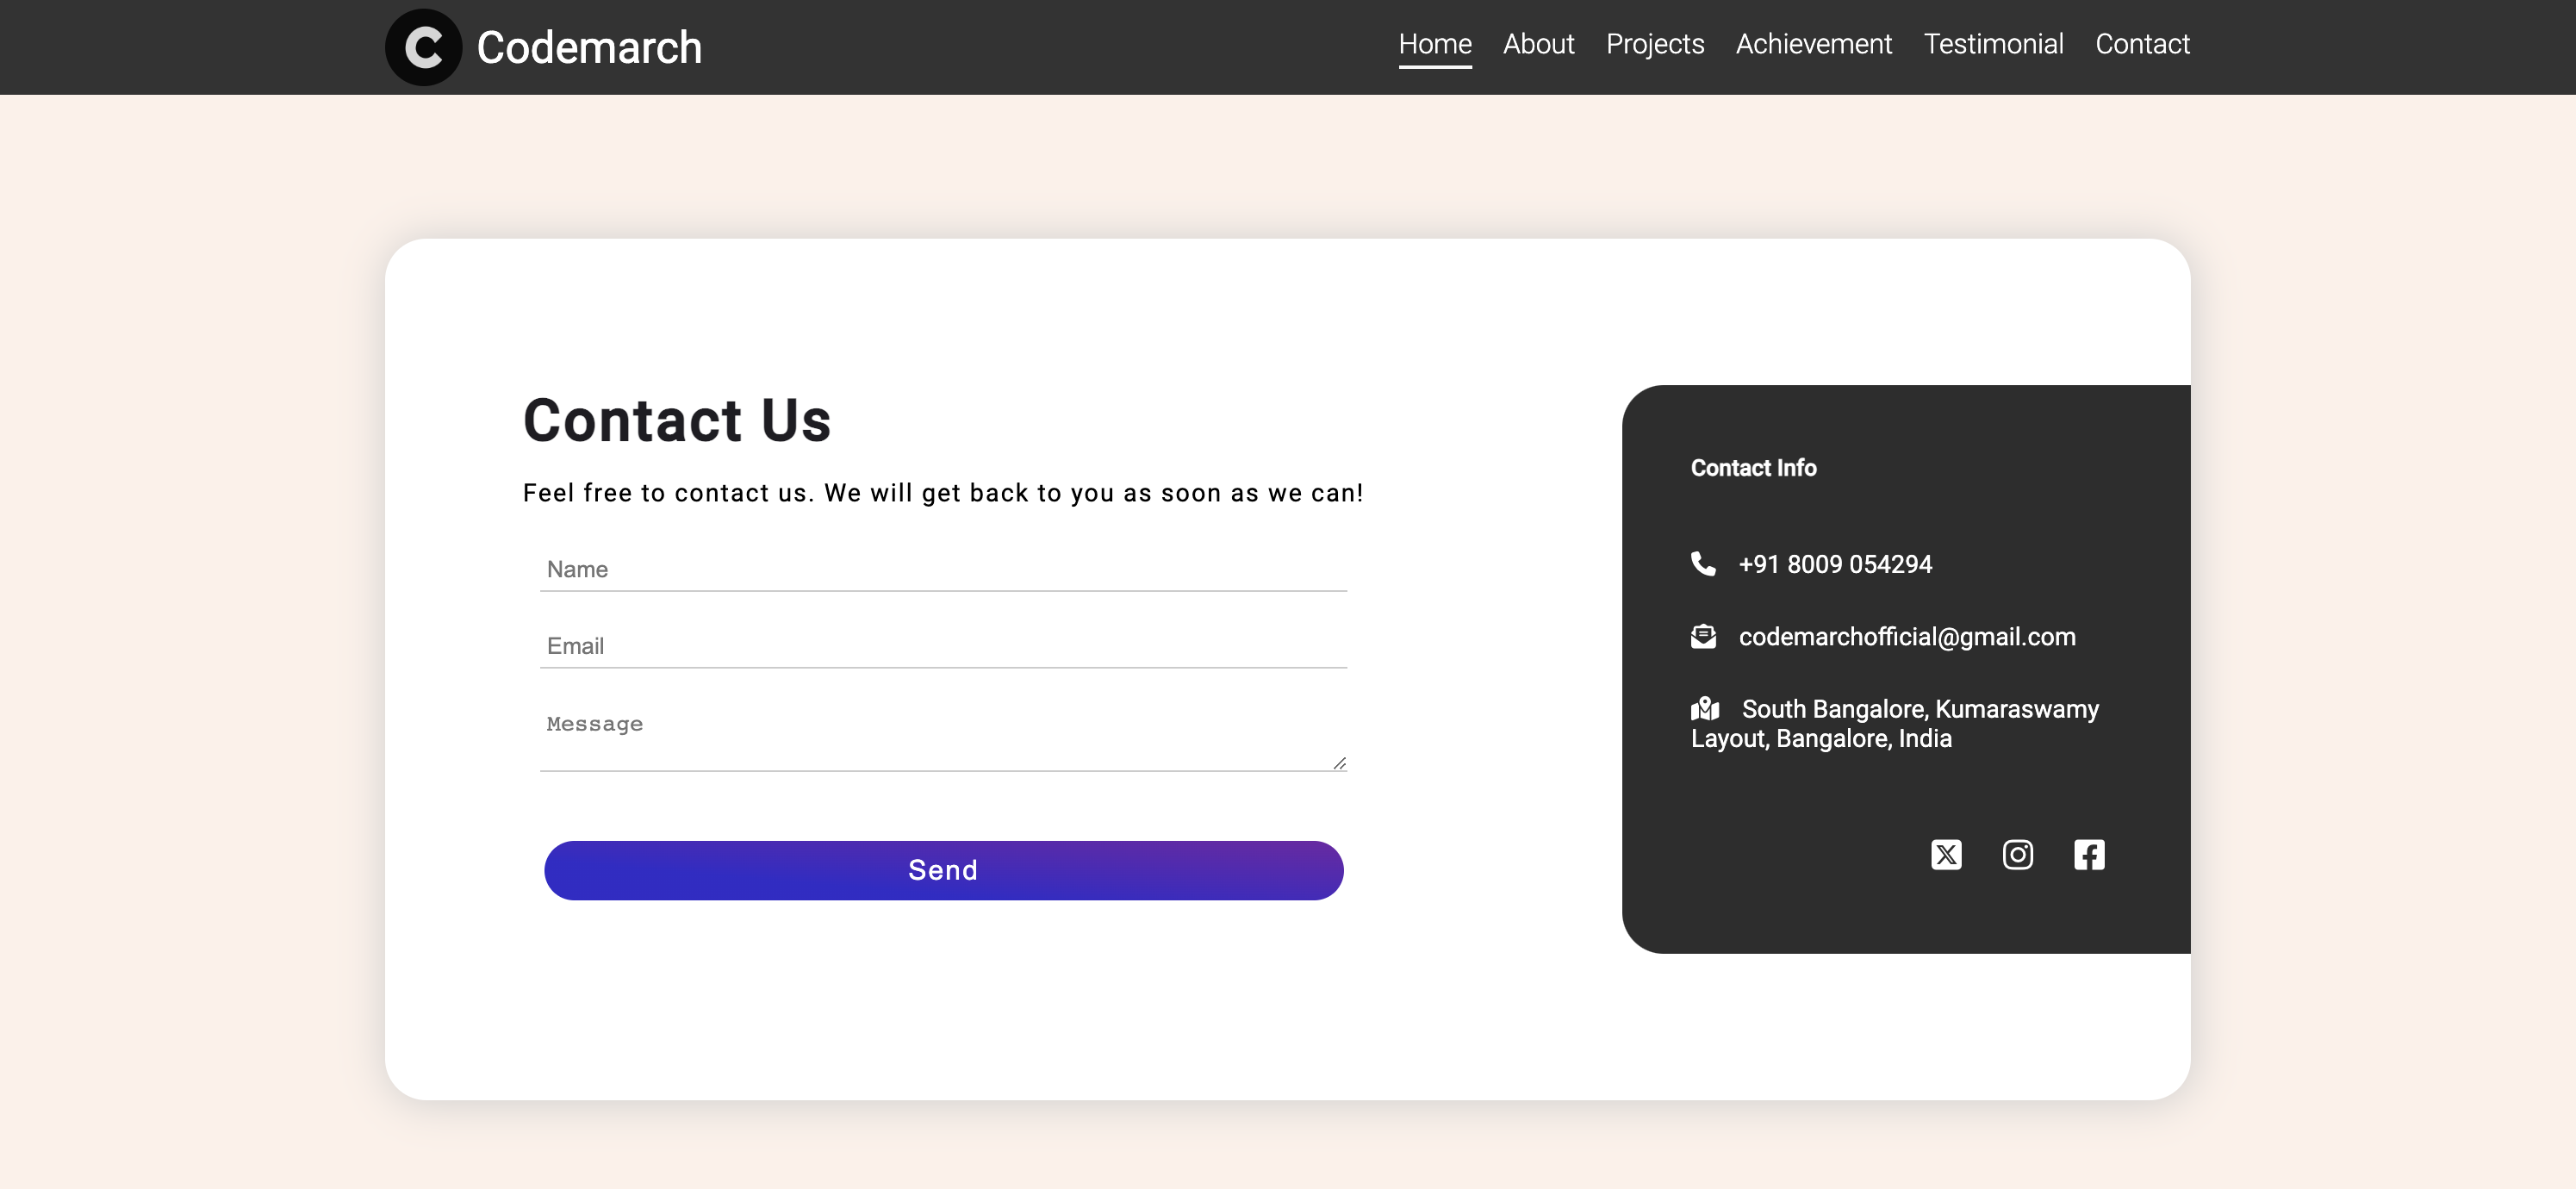 Codemarch
Home About Projects Achievement Testimonial Contact
Contact Us
Feel free to contact us. We will get back to you as soon as we can!
Name
Email
Message
Send
Contact Info
+91 8009 054294
codemarchofficial@gmail.com
South Bangalore, Kumaraswamy
Layout, Bangalore, India